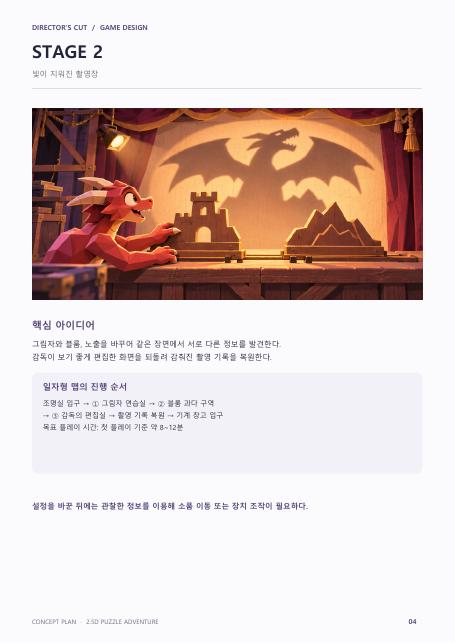 DIRECTOR'S CUT / GAME DESIGN
STAGE 2
빛이 지워진 촬영장
핵심 아이디어
그림자와 블룸, 노출을 바꾸어 같은 장면에서 서로 다른 정보를 발견한다.
감독이 보기 좋게 편집한 화면을 되돌려 감춰진 촬영 기록을 복원한다.
일자형 맵의 진행 순서
조명실 입구 → ① 그림자 연습실 → ② 블룸 과다 구역
→ ③ 감독의 편집실 → 촬영 기록 복원 → 기계 창고 입구
목표 플레이 시간: 첫 플레이 기준 약 8~12분
설정을 바꾼 뒤에는 관찰한 정보를 이용해 소품 이동 또는 장치 조작이 필요하다.
CONCEPT PLAN · 2.5D PUZZLE ADVENTURE
04